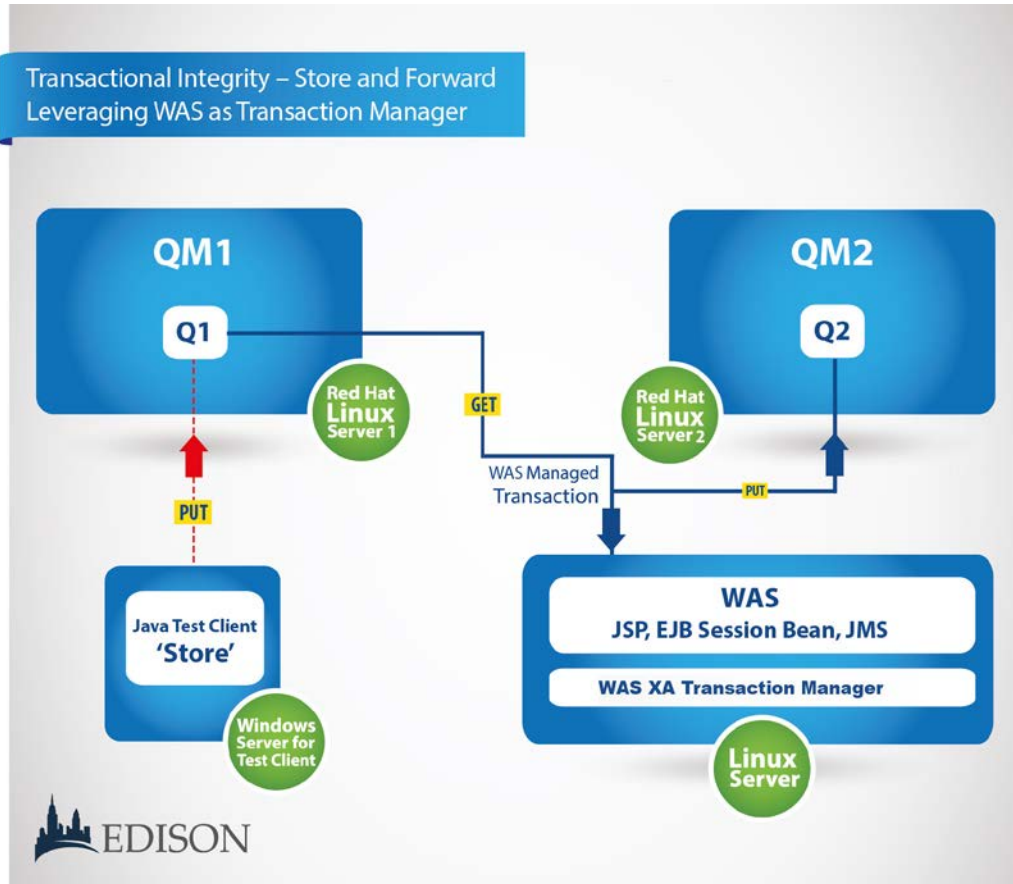 Transactional Integrity – Store and Forward
Leveraging WAS as Transaction Manager
QM1
Q1
Red Hat
Linux
Server 1
QM2
Q2
Red Hat
Linux
Server 2
GET
WAS Managed
Transaction
PUT
PUT
Java Test Client
‘Store’
Windows
Server for
Test Client
WAS
JSP, EJB Session Bean, JMS
WAS XA Transaction Manager
Linux
Server
EDISON